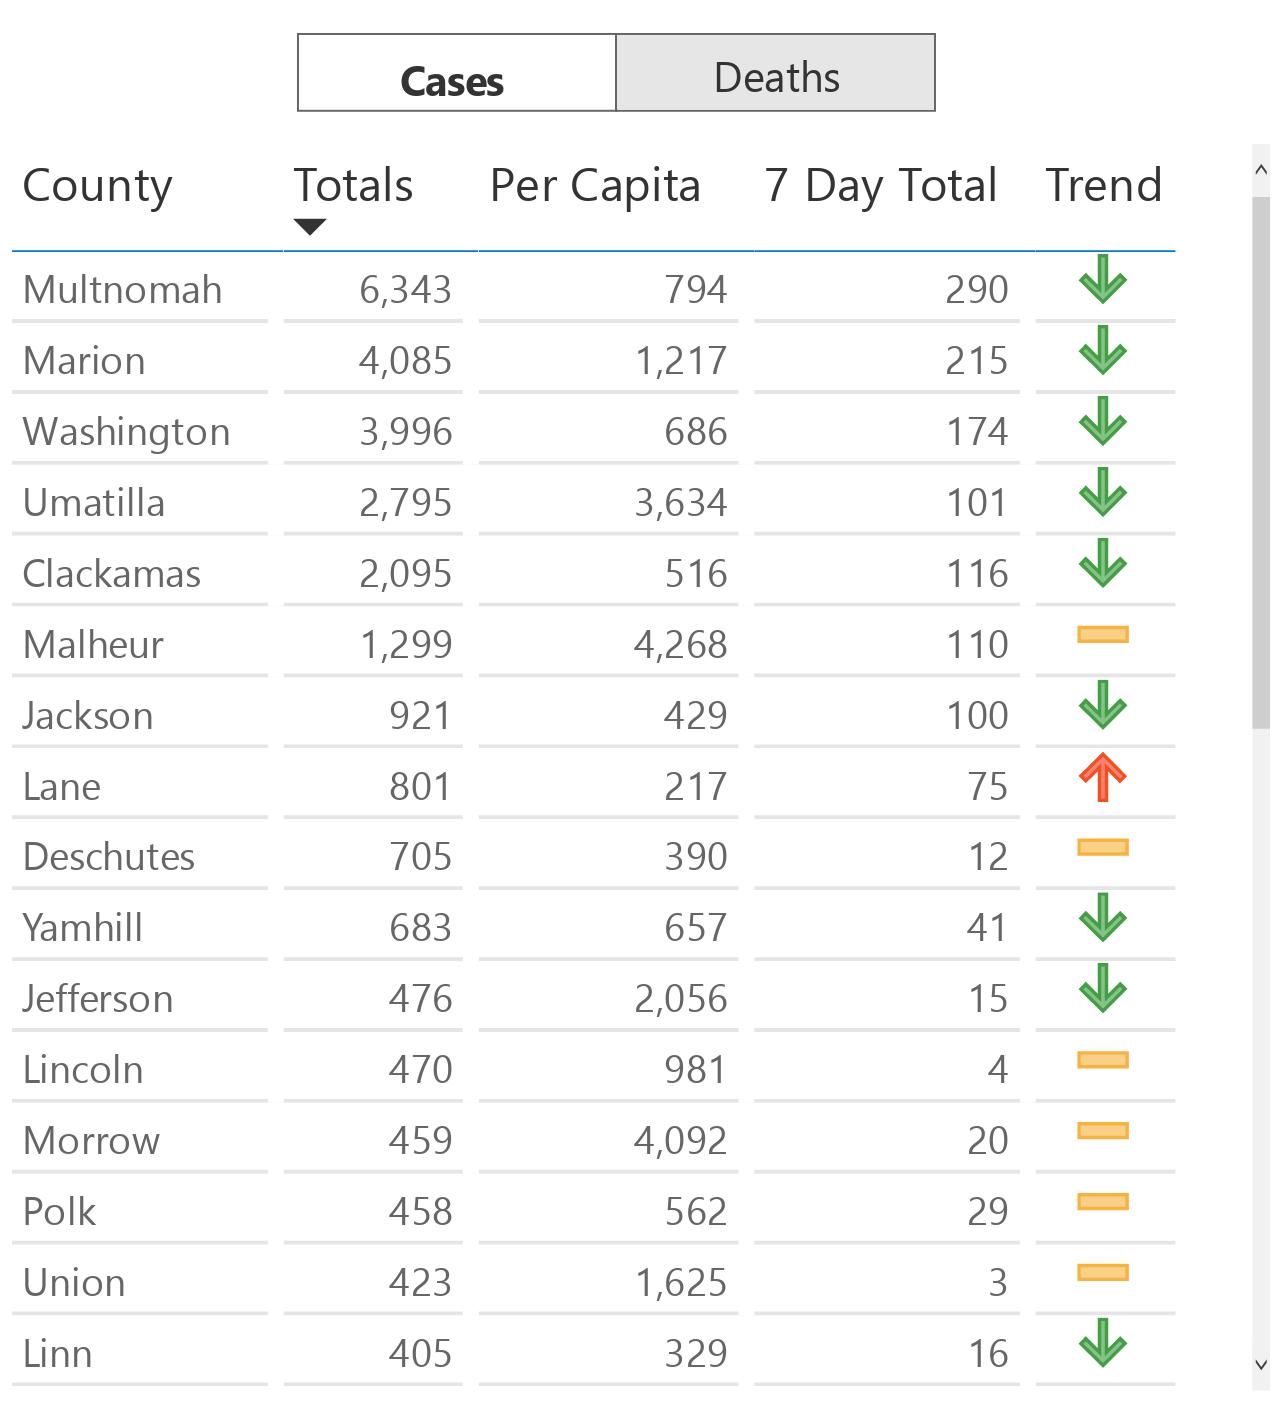 Cases Deaths
County Totals Per Capita 7 Day Total Trend
Multnomah 6,343 794 290
Marion 4,085 1,217 215
Washington 3,996 686 174
Umatilla 2,795 3,634 101
Clackamas 2,095 516 116
Malheur 1,299 4,268 110
Jackson 921 429 100
Lane 801 217 75
Deschutes 705 390 12
Yamhill 683 657 41
Jefferson 476 2,056 15
Lincoln 470 981 4
Morrow 459 4,092 20
Polk 458 562 29
Union 423 1,625 3
Linn 405 329 16